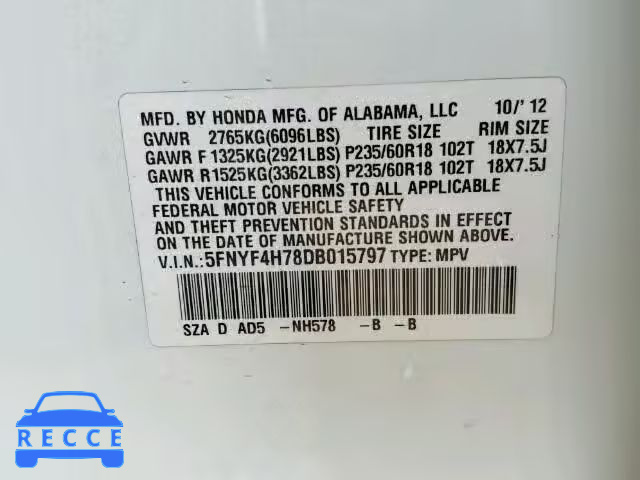 MFD. BY HONDA MFG. OF ALABAMA, LLC 10/'12
GVWR 2765KG(6096LBS) TIRE SIZE RIM SIZE
GAWR F 1325KG(2921LBS) P235/60R18 102T 18X7.5J
GAWR R1525KG(3362LBS) P235/60R18 102T 18X7.5J
THIS VEHICLE CONFORMS TO ALL APPLICABLE
FEDERAL MOTOR VEHICLE SAFETY
AND THEFT PREVENTION STANDARDS IN EFFECT
ON THE DATE OF MANUFACTURE SHOWN ABOVE.
V.I.N.:5FNYF4H78DB015797 TYPE: MPV
SZA D AD5 -NH578 -B -B
RECCE